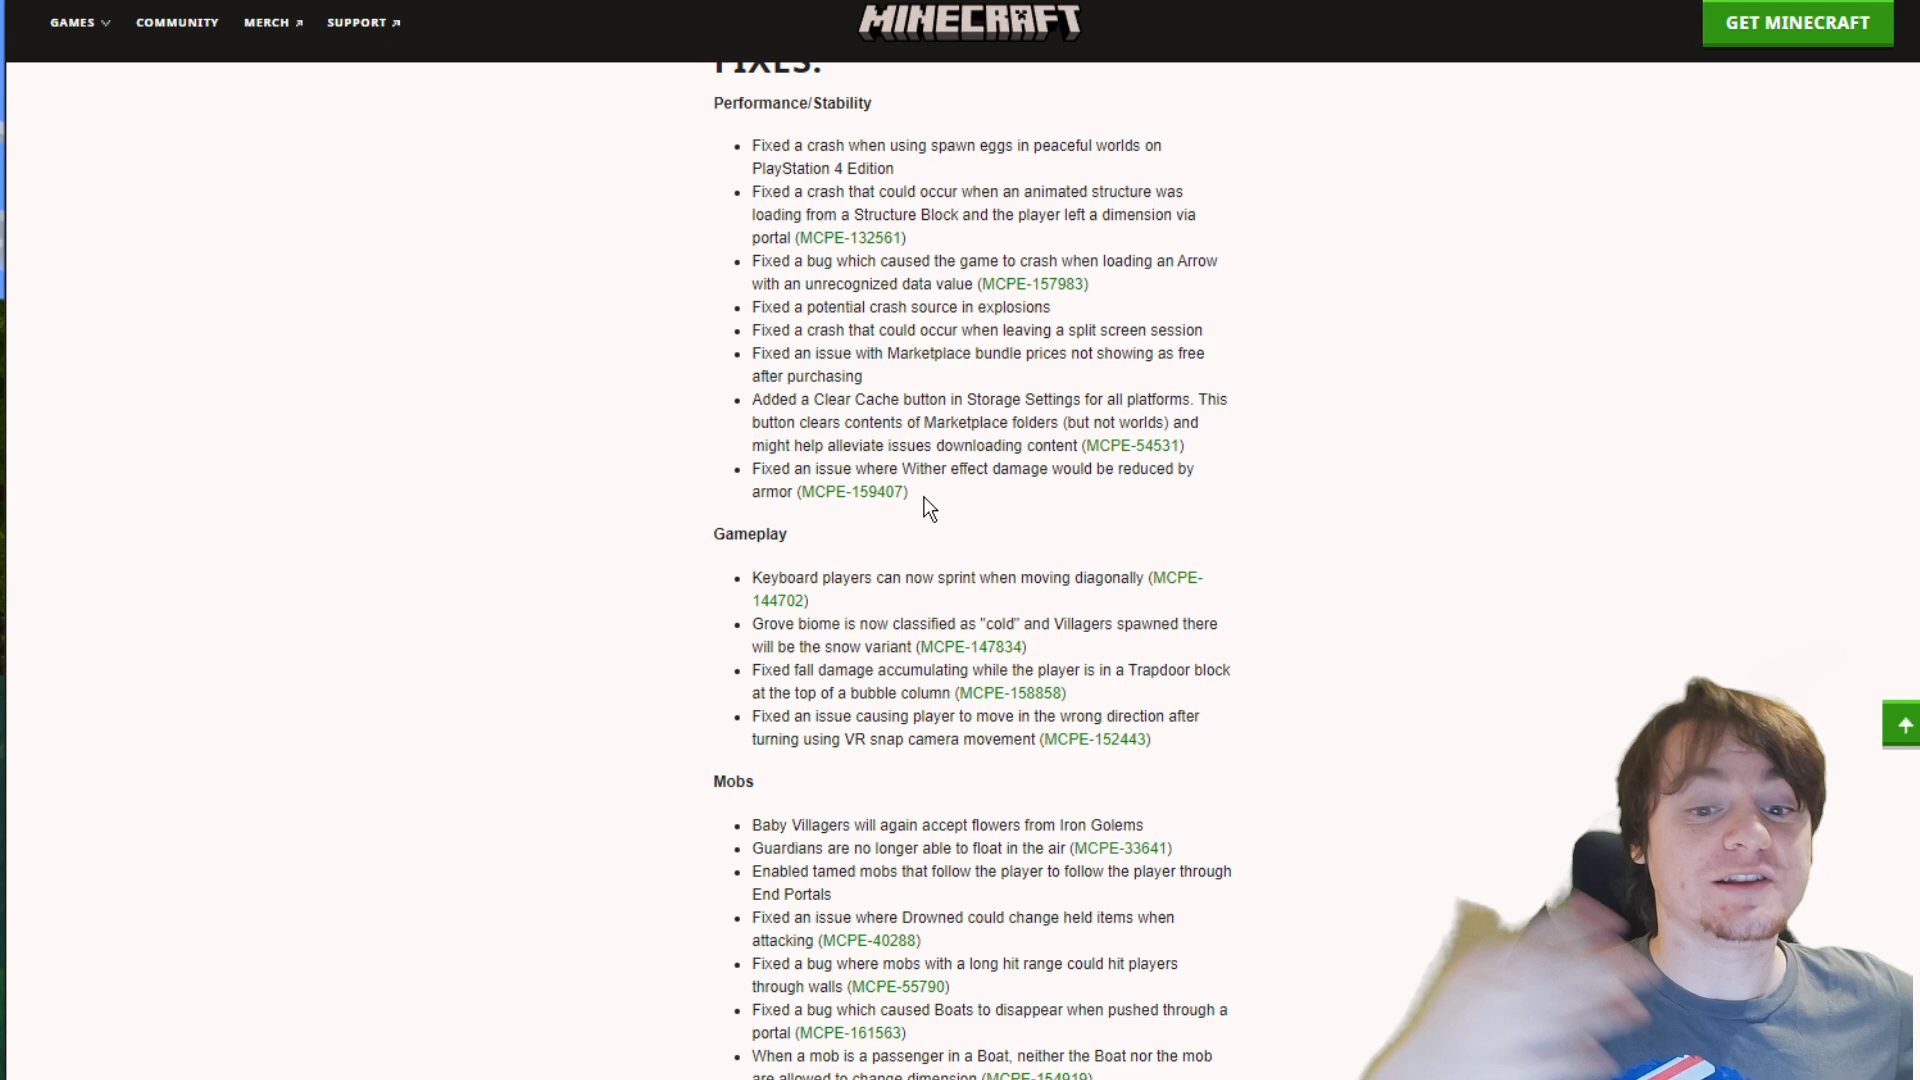 GAMES COMMUNITY MERCH SUPPORT
MINECRAFT
GET MINECRAFT
FIXES:
Performance/Stability
• Fixed a crash when using spawn eggs in peaceful worlds on
PlayStation 4 Edition
• Fixed a crash that could occur when an animated structure was
loading from a Structure Block and the player left a dimension via
portal (MCPE-132561)
• Fixed a bug which caused the game to crash when loading an Arrow
with an unrecognized data value (MCPE-157983)
• Fixed a potential crash source in explosions
• Fixed a crash that could occur when leaving a split screen session
• Fixed an issue with Marketplace bundle prices not showing as free
after purchasing
• Added a Clear Cache button in Storage Settings for all platforms. This
button clears contents of Marketplace folders (but not worlds) and
might help alleviate issues downloading content (MCPE-54531)
• Fixed an issue where Wither effect damage would be reduced by
armor (MCPE-159407)
Gameplay
• Keyboard players can now sprint when moving diagonally (MCPE-
144702)
• Grove biome is now classified as "cold" and Villagers spawned there
will be the snow variant (MCPE-147834)
• Fixed fall damage accumulating while the player is in a Trapdoor block
at the top of a bubble column (MCPE-158858)
• Fixed an issue causing player to move in the wrong direction after
turning using VR snap camera movement (MCPE-152443)
Mobs
• Baby Villagers will again accept flowers from Iron Golems
• Guardians are no longer able to float in the air (MCPE-33641)
• Enabled tamed mobs that follow the player to follow the player through
End Portals
• Fixed an issue where Drowned could change held items when
attacking (MCPE-40288)
• Fixed a bug where mobs with a long hit range could hit players
through walls (MCPE-55790)
• Fixed a bug which caused Boats to disappear when pushed through a
portal (MCPE-161563)
• When a mob is a passenger in a Boat, neither the Boat nor the mob
are allowed to change dimension (MCPE-154919)